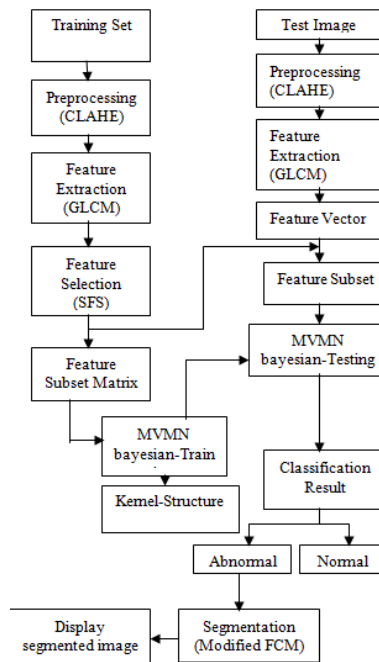 Training Set
Preprocessing
(CLAHE)
Feature
Extraction
(GLCM)
Feature
Selection
(SFS)
Feature
Subset Matrix
MVMN
bayesian-Train
Kernel-Structure
Test Image
Preprocessing
(CLAHE)
Feature
Extraction
(GLCM)
Feature Vector
Feature Subset
MVMN
bayesian-Testing
Classification
Result
Abnormal
Normal
Segmentation
(Modified FCM)
Display
segmented image